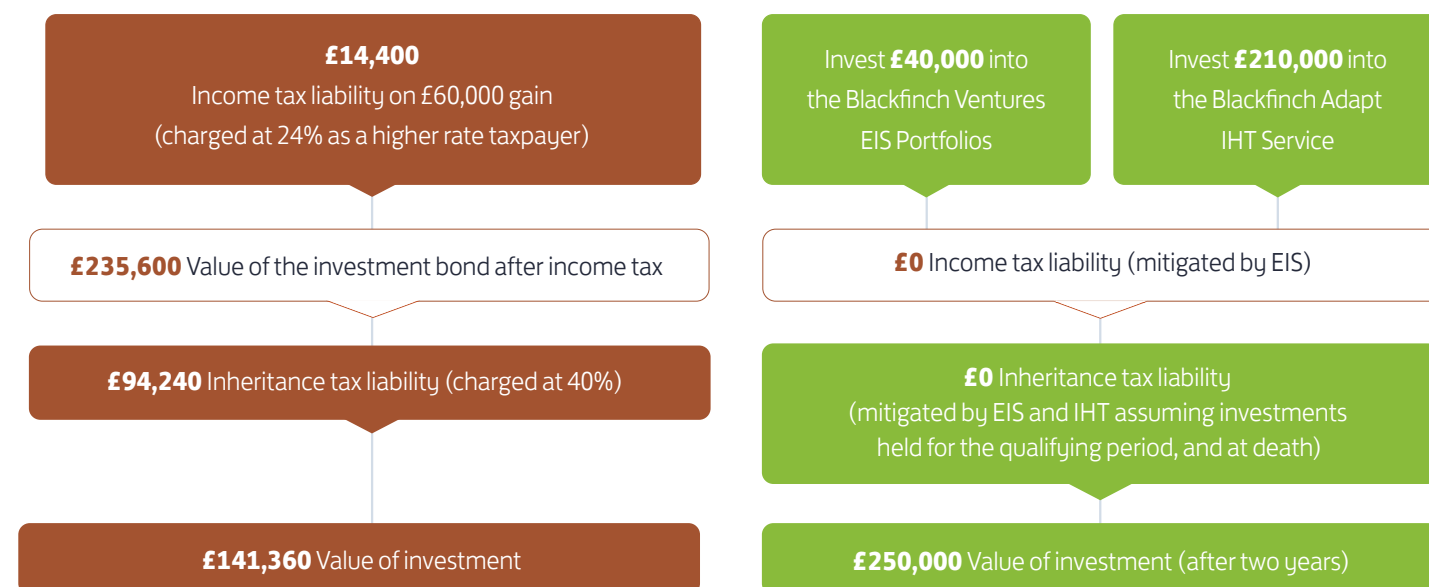 £14,400
Income tax liability on £60,000 gain
(charged at 24% as a higher rate taxpayer)
£235,600 Value of the investment bond after income tax
£94,240 Inheritance tax liability (charged at 40%)
£141,360 Value of investment
Invest £40,000 into
the Blackfinch Ventures
EIS Portfolios
Invest £210,000 into
the Blackfinch Adapt
IHT Service
£0 Income tax liability (mitigated by EIS)
£0 Inheritance tax liability
(mitigated by EIS and IHT assuming investments
held for the qualifying period, and at death)
£250,000 Value of investment (after two years)